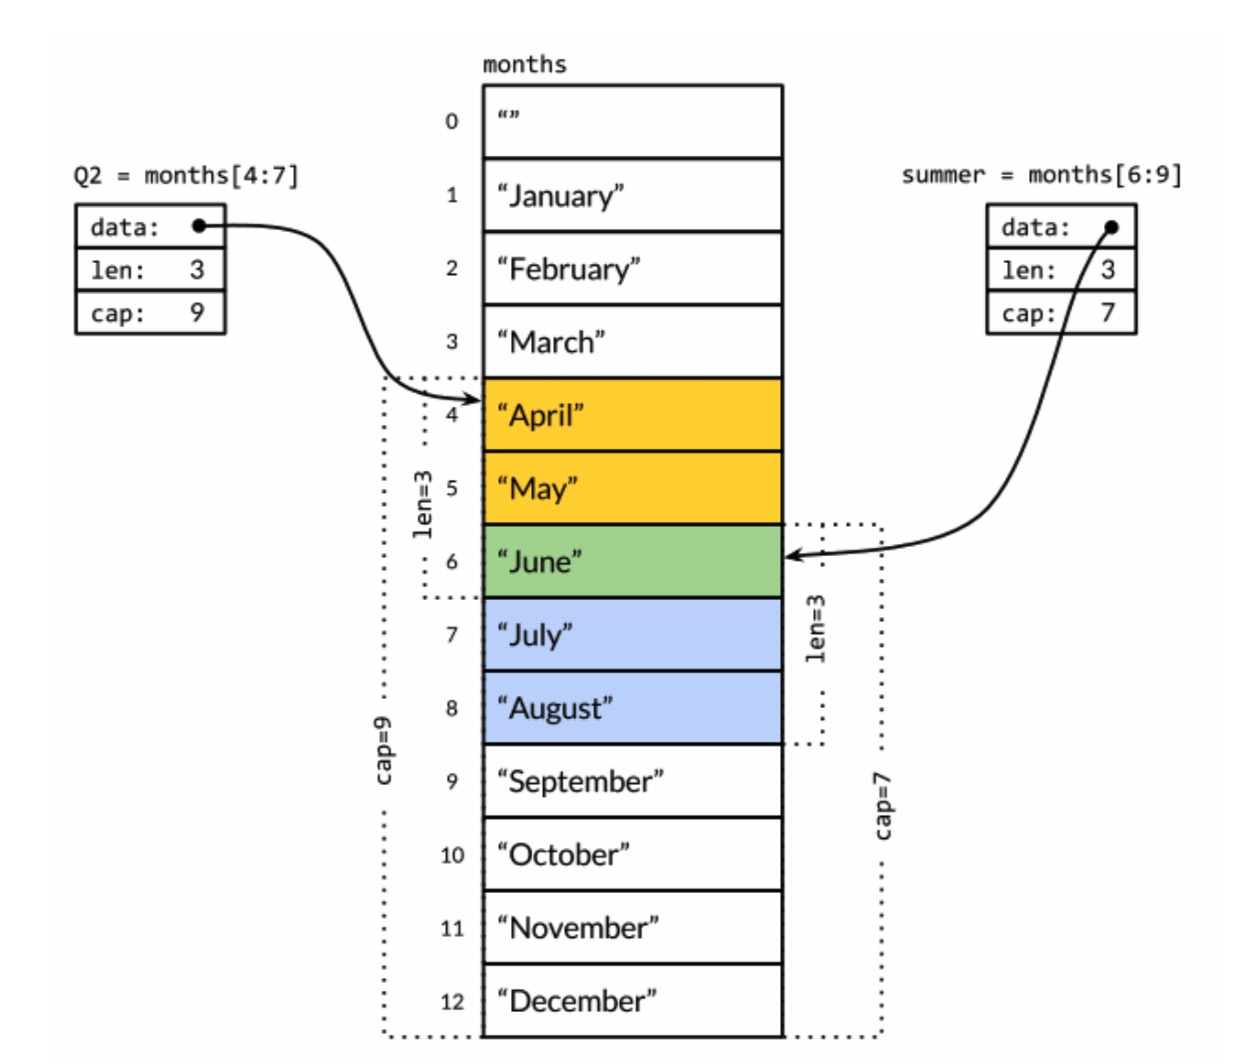 months
0 “”
Q2 = months[4:7]
data:
len: 3
cap: 9
summer = months[6:9]
data:
len: 3
cap: 7
1 “January”
2 “February”
3 “March”
4 “April”
5 “May”
6 “June”
7 “July”
8 “August”
9 “September”
10 “October”
11 “November”
12 “December”
len=3
cap=9
len=3
cap=7